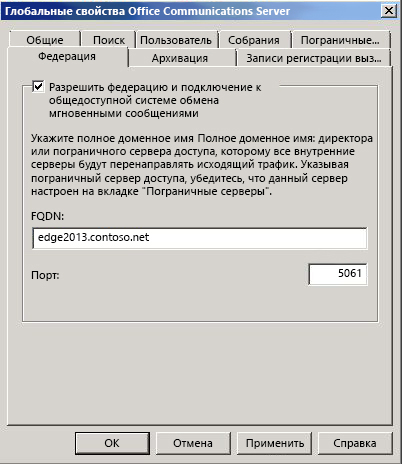 Глобальные свойства Office Communications Server
Общие Поиск Пользователь Собрания Пограничные...
Федерация Архивация Записи регистрации выз...
Разрешить федерацию и подключение к
общедоступной системе обмена
мгновенными сообщениями
Укажите полное доменное имя Полное доменное имя: директора
или пограничного сервера доступа, которому все внутренние
серверы будут перенаправлять исходящий трафик. Указывая
пограничный сервер доступа, убедитесь, что данный сервер
настроен на вкладке "Пограничные серверы".
FQDN:
edge2013.contoso.net
Порт: 5061
ОК Отмена Применить Справка